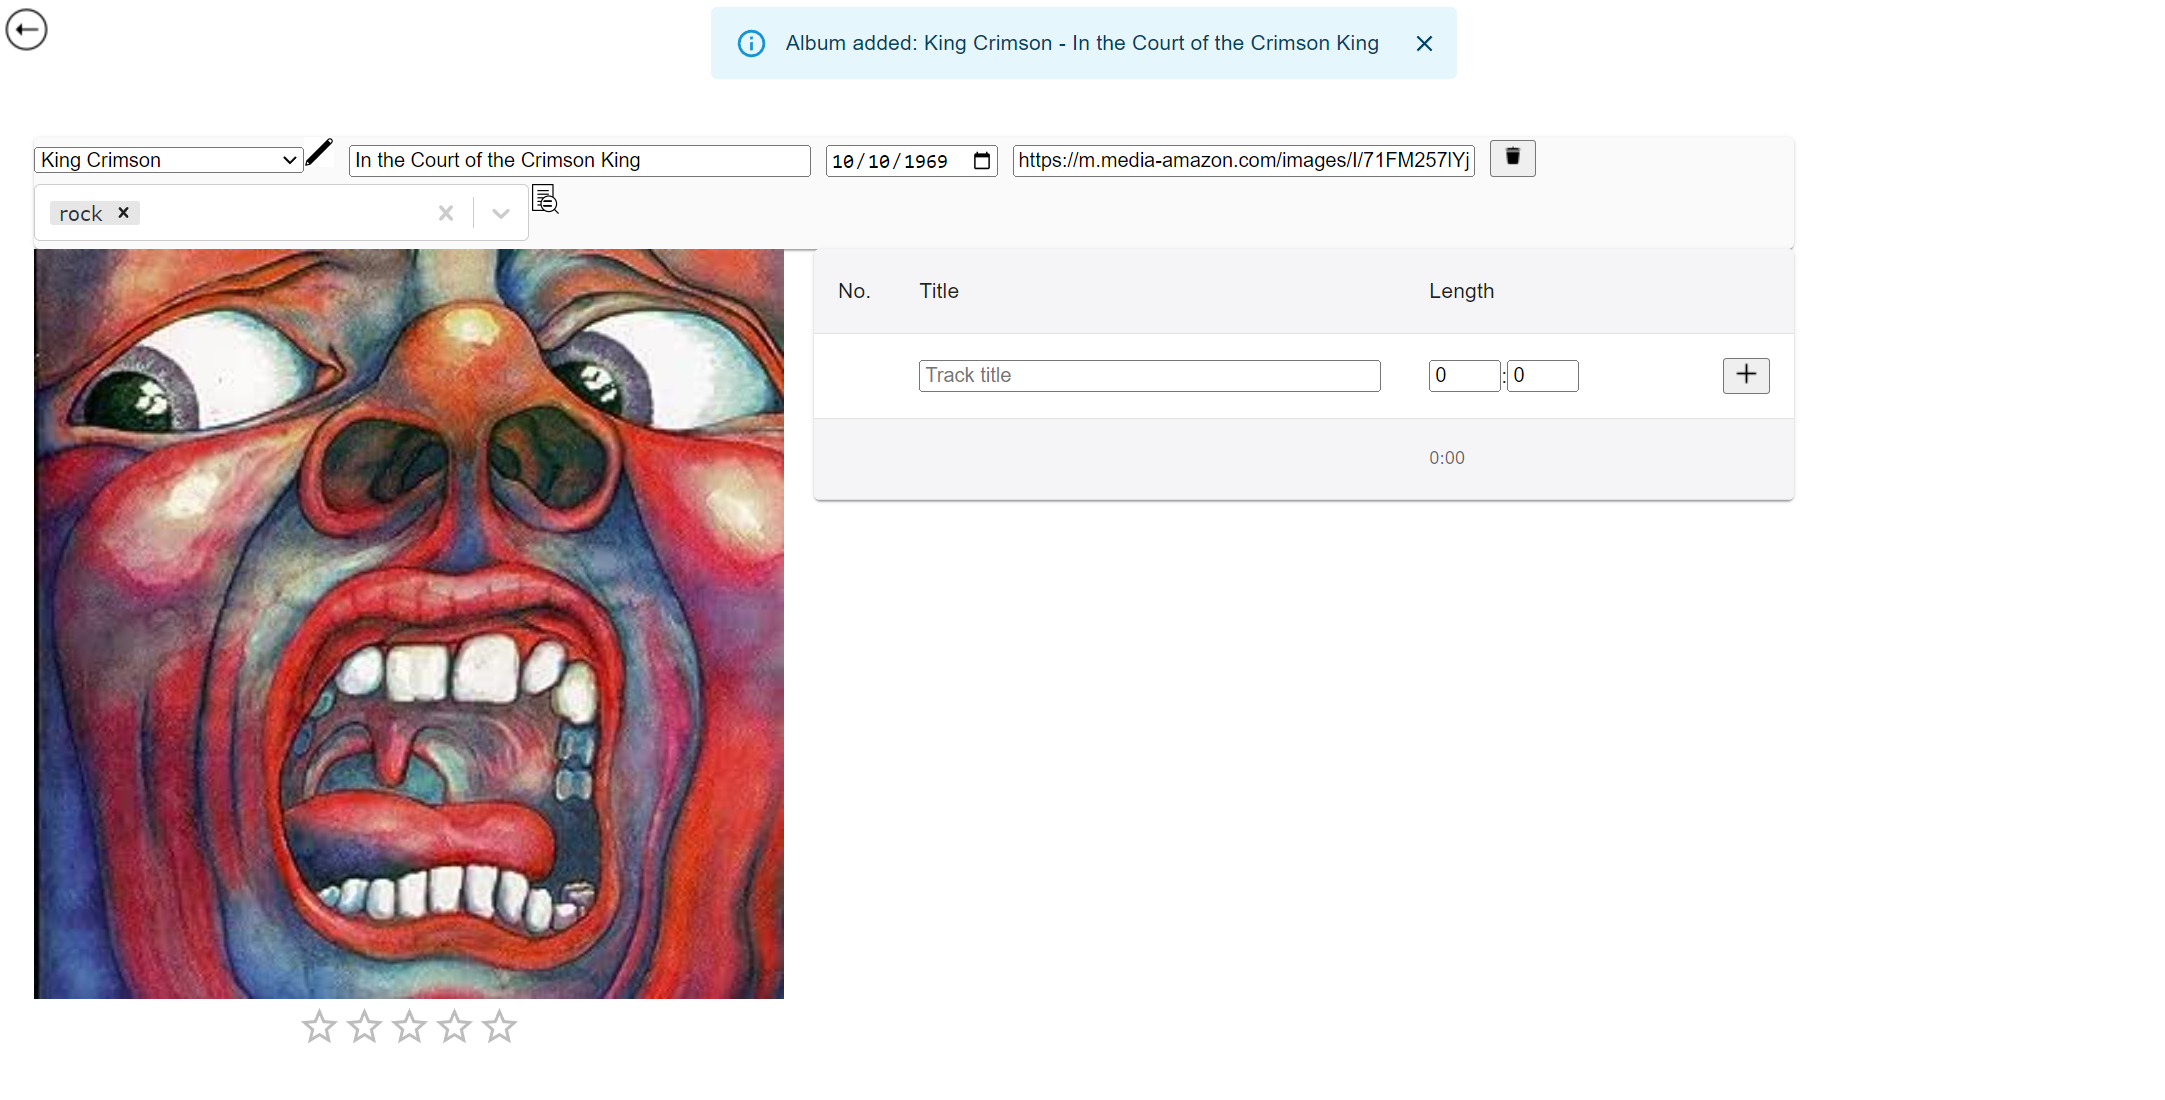 Album added: King Crimson - In the Court of the Crimson King
King Crimson In the Court of the Crimson King 10/10/1969 https://m.media-amazon.com/images/I/71FM257lYj
rock
No. Title Length
Track title 0 : 0
0:00